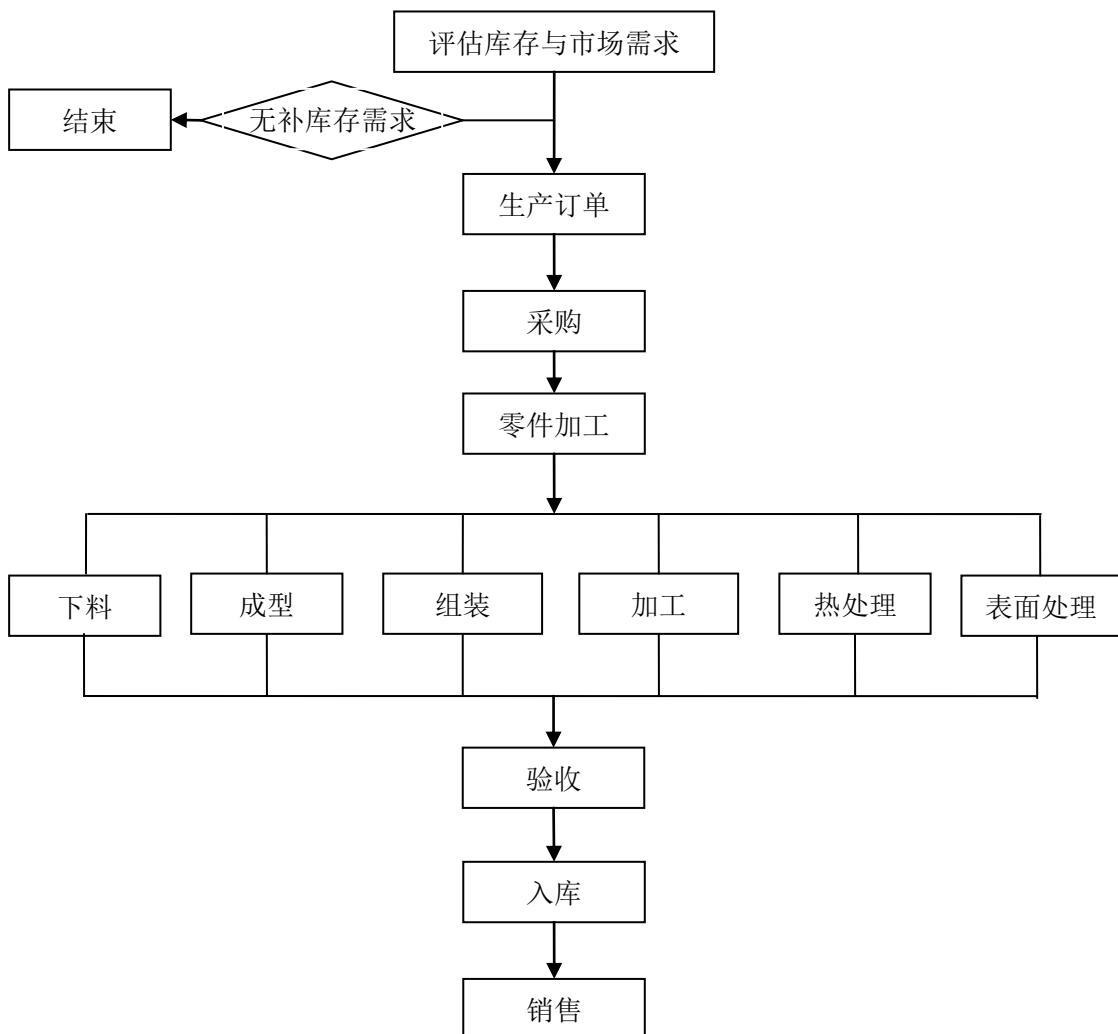 评估库存与市场需求
结束
无补库存需求
生产订单
采购
零件加工
下料
成型
组装
加工
热处理
表面处理
验收
入库
销售